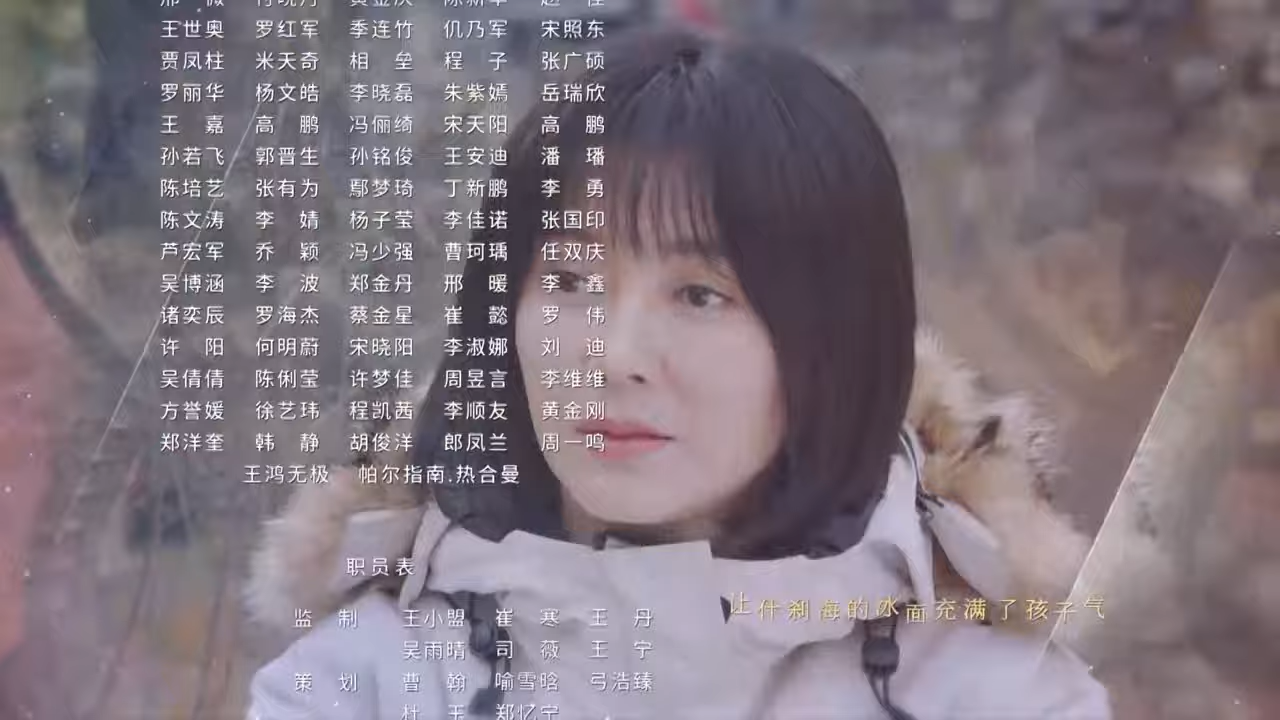 王世奥 罗红军 季连竹 仉乃军 宋照东
贾凤柱 米天奇 相垒 程子 张广硕
罗丽华 杨文皓 李晓磊 朱紫嫣 岳瑞欣
王嘉 高鹏 冯俪绮 宋天阳 高鹏
孙若飞 郭晋生 孙铭俊 王安迪 潘璠
陈培艺 张有为 鄢梦琦 丁新鹏 李勇
陈文涛 李婧 杨子莹 李佳诺 张国印
芦宏军 乔颖 冯少强 曹珂瑀 任双庆
吴博涵 李波 郑金丹 邢暖 李鑫
诸奕辰 罗海杰 蔡金星 崔懿 罗伟
许阳 何明蔚 宋晓阳 李淑娜 刘迪
吴倩倩 陈俐莹 许梦佳 周昱言 李维维
方誉媛 徐艺玮 程凯茜 李顺友 黄金刚
郑洋奎 韩静 胡俊洋 郎凤兰 周一鸣
王鸿无极 帕尔指南.热合曼
职员表
让什刹海的冰面充满了孩子气
监制 王小盟 崔寒 王丹
吴雨晴 司薇 王宁
策划 曹翰 喻雪晗 弓浩臻
杜玉 郑忆宁